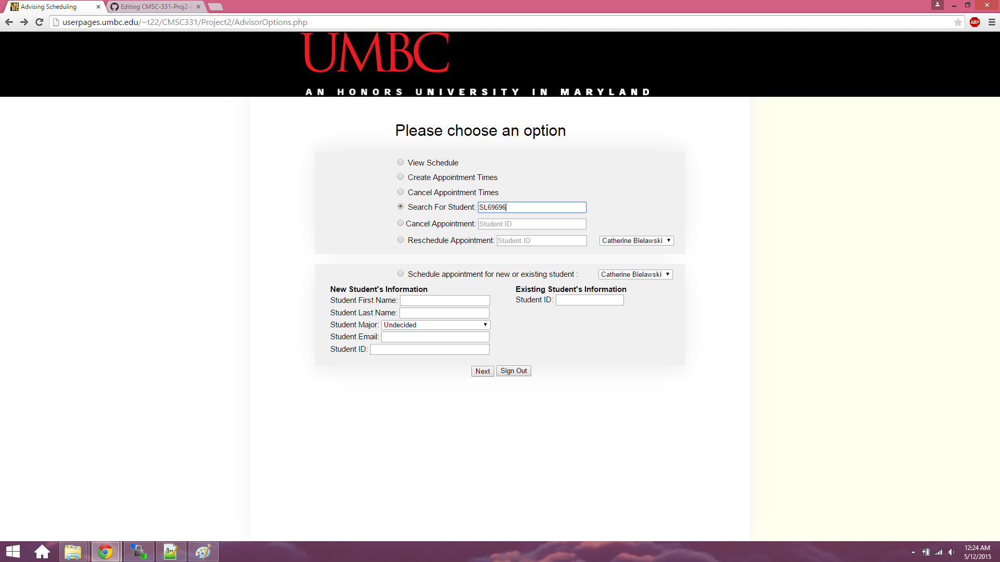 Advising Scheduling
Editing CMSC-331-Proj2-
userpages.umbc.edu/~t22/CMSC331/Project2/AdvisorOptions.php
ABP
UMBC
AN HONORS UNIVERSITY IN MARYLAND
Please choose an option
View Schedule
Create Appointment Times
Cancel Appointment Times
Search For Student: SL69696
Cancel Appointment: Student ID
Reschedule Appointment: Student ID Catherine Bielawski
Schedule appointment for new or existing student : Catherine Bielawski
New Student's Information
Student First Name:
Student Last Name:
Student Major: Undecided
Student Email:
Student ID:
Existing Student's Information
Student ID:
Next Sign Out
12:24 AM
5/12/2015